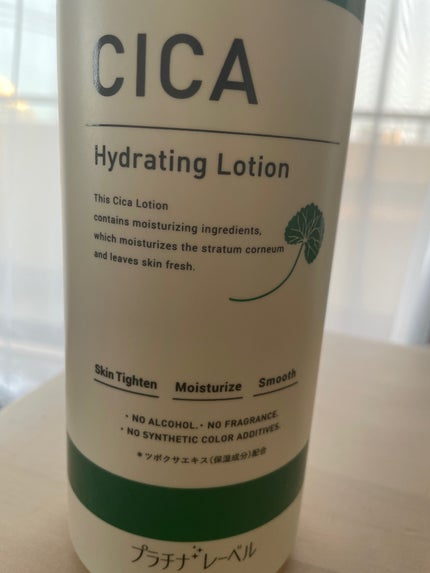 CICA
Hydrating Lotion
This Cica Lotion
contains moisturizing ingredients,
which moisturizes the stratum corneum
and leaves skin fresh.
Skin Tighten Moisturize Smooth
・NO ALCOHOL.・NO FRAGRANCE.
・NO SYNTHETIC COLOR ADDITIVES.
*ツボクサエキス(保湿成分)配合
プラチナレーベル